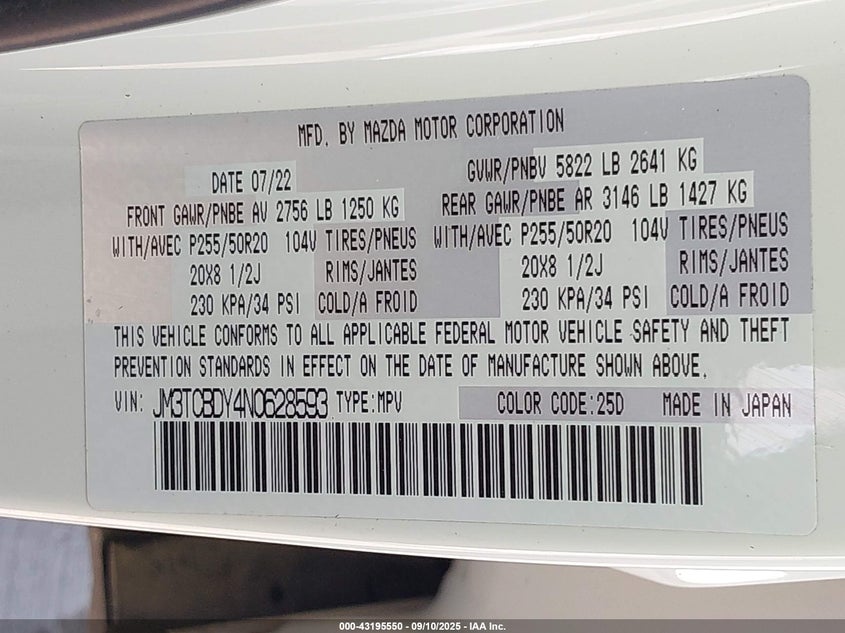 MFD. BY MAZDA MOTOR CORPORATION
DATE 07/22
GVWR/PNBV 5822 LB 2641 KG
FRONT GAWR/PNBE AV 2756 LB 1250 KG
REAR GAWR/PNBE AR 3146 LB 1427 KG
WITH/AVEC P255/50R20 104V TIRES/PNEUS
WITH/AVEC P255/50R20 104V TIRES/PNEUS
20X8 1/2J RIMS/JANTES
20X8 1/2J RIMS/JANTES
230 KPA/34 PSI COLD/A FROID
230 KPA/34 PSI COLD/A FROID
THIS VEHICLE CONFORMS TO ALL APPLICABLE FEDERAL MOTOR VEHICLE SAFETY AND THEFT
PREVENTION STANDARDS IN EFFECT ON THE DATE OF MANUFACTURE SHOWN ABOVE.
VIN: JM3TCBDY4N0628593 TYPE:MPV COLOR CODE:25D MADE IN JAPAN
000-43195550 - 09/10/2025 - IAA Inc.